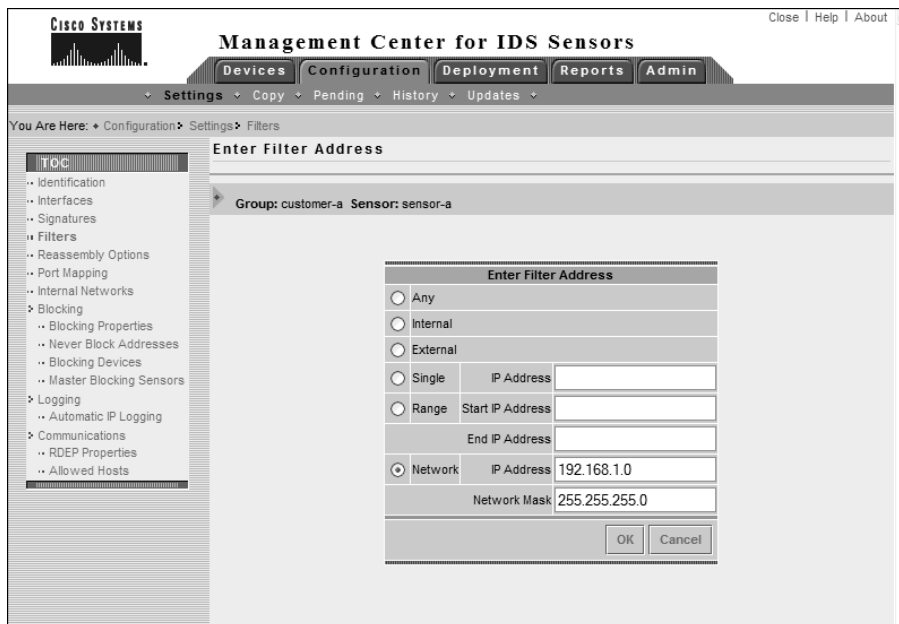 Close | Help | About
CISCO SYSTEMS
Management Center for IDS Sensors
Devices Configuration Deployment Reports Admin
Settings Copy Pending History Updates
You Are Here: Configuration Settings Filters
TOC
Identification
Interfaces
Signatures
Filters
Reassembly Options
Port Mapping
Internal Networks
Blocking
Blocking Properties
Never Block Addresses
Blocking Devices
Master Blocking Sensors
Logging
Automatic IP Logging
Communications
RDEP Properties
Allowed Hosts
Enter Filter Address
Group: customer-a Sensor: sensor-a
Enter Filter Address
Any
Internal
External
Single IP Address
Range Start IP Address
End IP Address
Network IP Address 192.168.1.0
Network Mask 255.255.255.0
OK Cancel